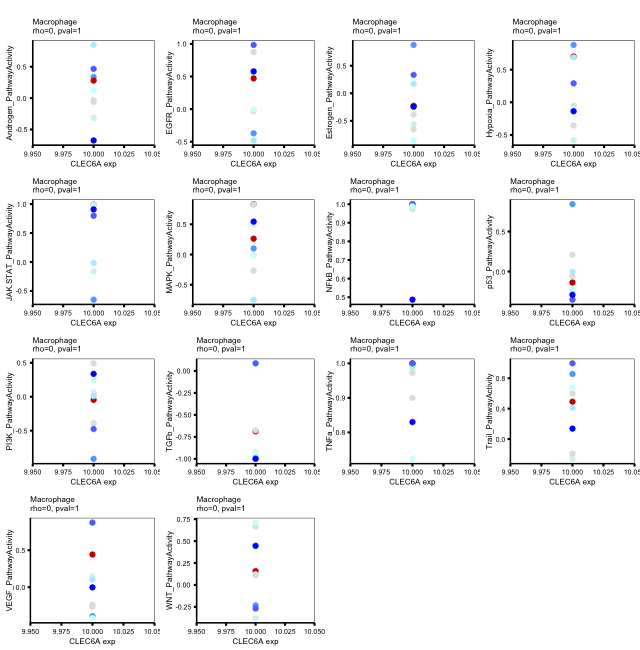 Macrophage
rho=0, pval=1
Androgen_PathwayActivity
0.5
0.0
-0.5
9.950 9.975 10.000 10.025 10.05
CLEC6A exp
Macrophage
rho=0, pval=1
EGFR_PathwayActivity
1.0
0.5
0.0
-0.5
9.950 9.975 10.000 10.025 10.05
CLEC6A exp
Macrophage
rho=0, pval=1
Estrogen_PathwayActivity
0.5
0.0
-0.5
9.950 9.975 10.000 10.025 10.05
CLEC6A exp
Macrophage
rho=0, pval=1
Hypoxia_PathwayActivity
0.5
0.0
-0.5
9.950 9.975 10.000 10.025 10.05
CLEC6A exp
Macrophage
rho=0, pval=1
JAK.STAT_PathwayActivity
1.0
0.5
0.0
-0.5
9.950 9.975 10.000 10.025 10.05
CLEC6A exp
Macrophage
rho=0, pval=1
MAPK_PathwayActivity
0.5
0.0
-0.5
9.950 9.975 10.000 10.025 10.05
CLEC6A exp
Macrophage
rho=0, pval=1
NFkB_PathwayActivity
1.0
0.9
0.8
0.7
0.6
0.5
9.950 9.975 10.000 10.025 10.05
CLEC6A exp
Macrophage
rho=0, pval=1
p53_PathwayActivity
0.5
0.0
9.950 9.975 10.000 10.025 10.05
CLEC6A exp
Macrophage
rho=0, pval=1
PI3K_PathwayActivity
0.5
0.0
-0.5
9.950 9.975 10.000 10.025 10.05
CLEC6A exp
Macrophage
rho=0, pval=1
TGFb_PathwayActivity
0.00
-0.25
-0.50
-0.75
-1.00
9.950 9.975 10.000 10.025 10.05
CLEC6A exp
Macrophage
rho=0, pval=1
TNFa_PathwayActivity
1.0
0.9
0.8
9.950 9.975 10.000 10.025 10.05
CLEC6A exp
Macrophage
rho=0, pval=1
Trail_PathwayActivity
0.8
0.4
0.0
9.950 9.975 10.000 10.025 10.05
CLEC6A exp
Macrophage
rho=0, pval=1
VEGF_PathwayActivity
0.5
0.0
9.950 9.975 10.000 10.025 10.05
CLEC6A exp
Macrophage
rho=0, pval=1
WNT_PathwayActivity
0.75
0.50
0.25
0.00
-0.25
9.950 9.975 10.000 10.025 10.050
CLEC6A exp